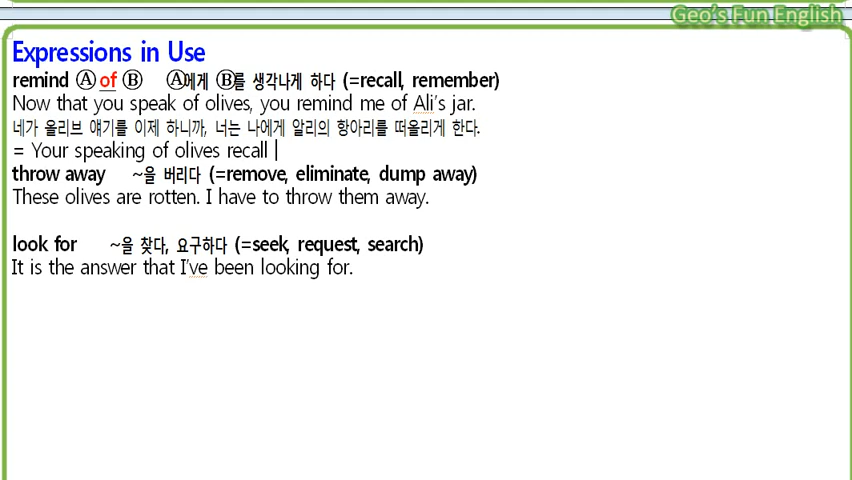 Geo's Fun English
Expressions in Use
remind Ⓐ of Ⓑ Ⓐ에게 Ⓑ를 생각나게 하다 (=recall, remember)
Now that you speak of olives, you remind me of Ali's jar.
네가 올리브 얘기를 이제 하니까, 너는 나에게 알리의 항아리를 떠올리게 한다.
= Your speaking of olives recall
throw away ~을 버리다 (=remove, eliminate, dump away)
These olives are rotten. I have to throw them away.
look for ~을 찾다, 요구하다 (=seek, request, search)
It is the answer that I've been looking for.